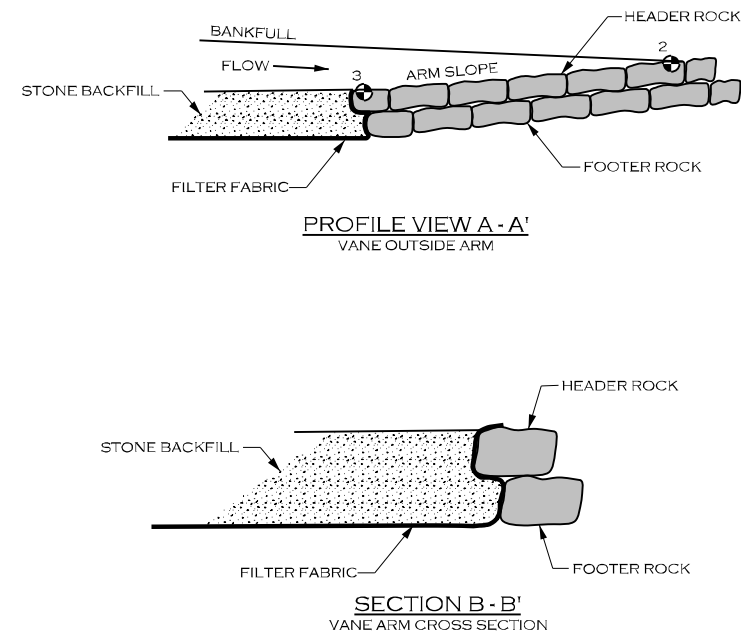 HEADER ROCK
BANKFULL
2
FLOW
3
ARM SLOPE
STONE BACKFILL
FOOTER ROCK
FILTER FABRIC
PROFILE VIEW A - A'
VANE OUTSIDE ARM
HEADER ROCK
STONE BACKFILL
FILTER FABRIC
FOOTER ROCK
SECTION B - B'
VANE ARM CROSS SECTION